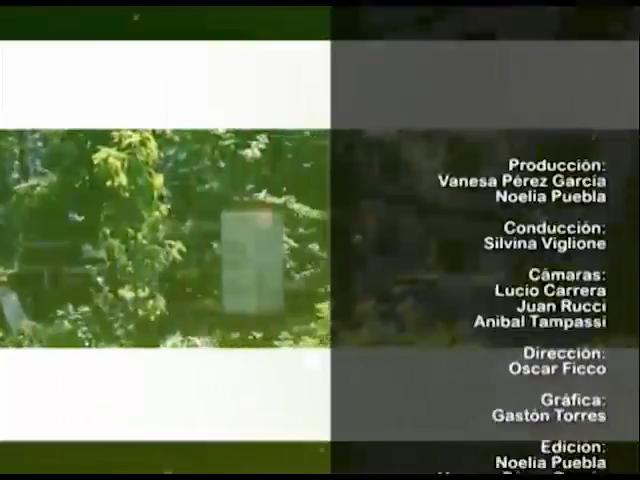 Producción:
Vanesa Pérez García
Noelia Puebla
Conducción:
Silvina Viglione
Cámaras:
Lucio Carrera
Juan Rucci
Anibal Tampassi
Dirección:
Oscar Ficco
Gráfica:
Gastón Torres
Edición:
Noelia Puebla